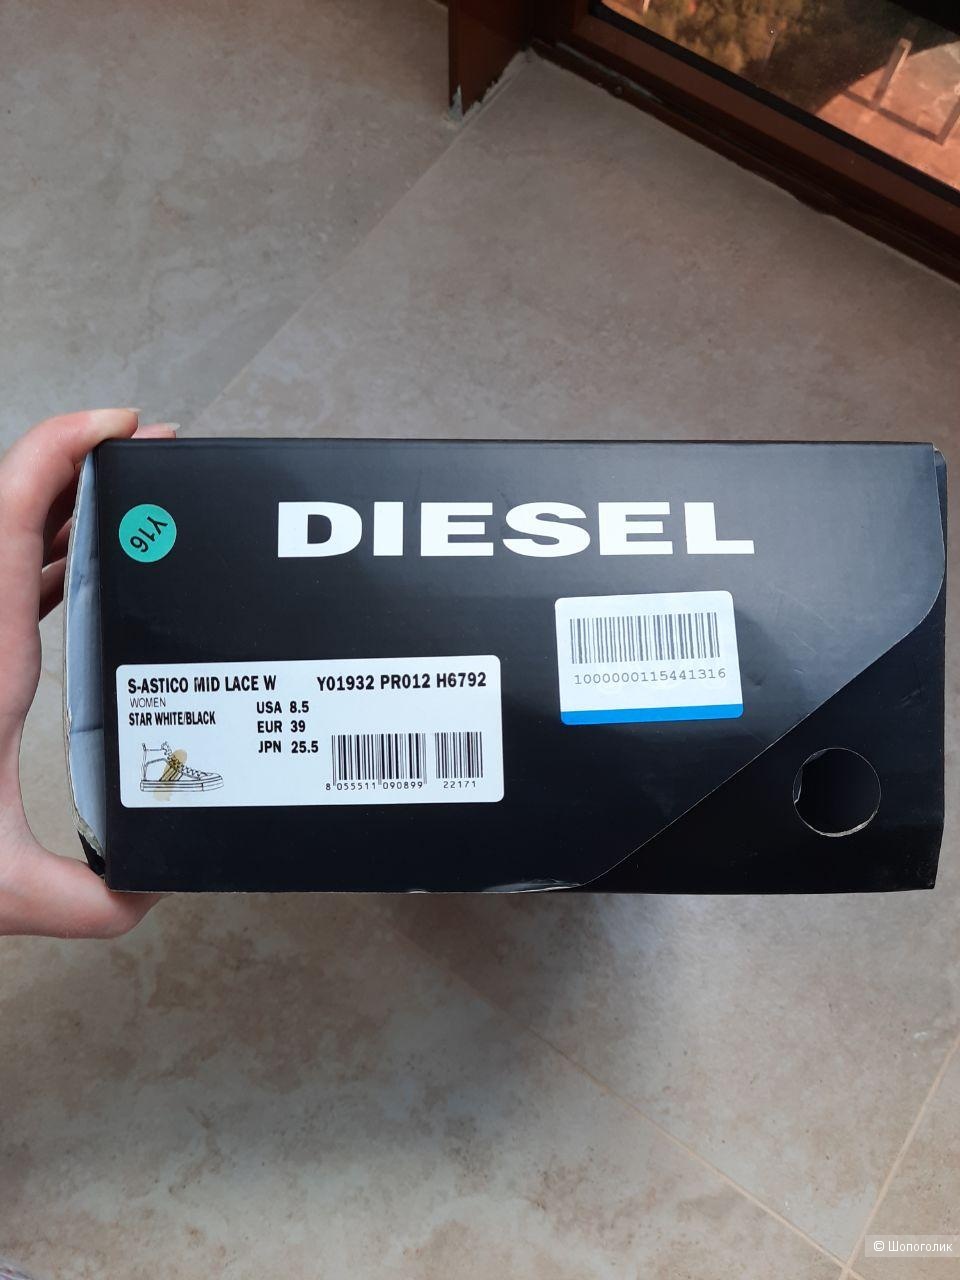 Y16
DIESEL
1000000115441316
S-ASTICO MID LACE W Y01932 PR012 H6792
WOMEN
STAR WHITE/BLACK
USA 8.5
EUR 39
JPN 25.5
8 055511 090899 22171
© Шопоголик